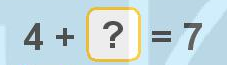 4 + ? = 7